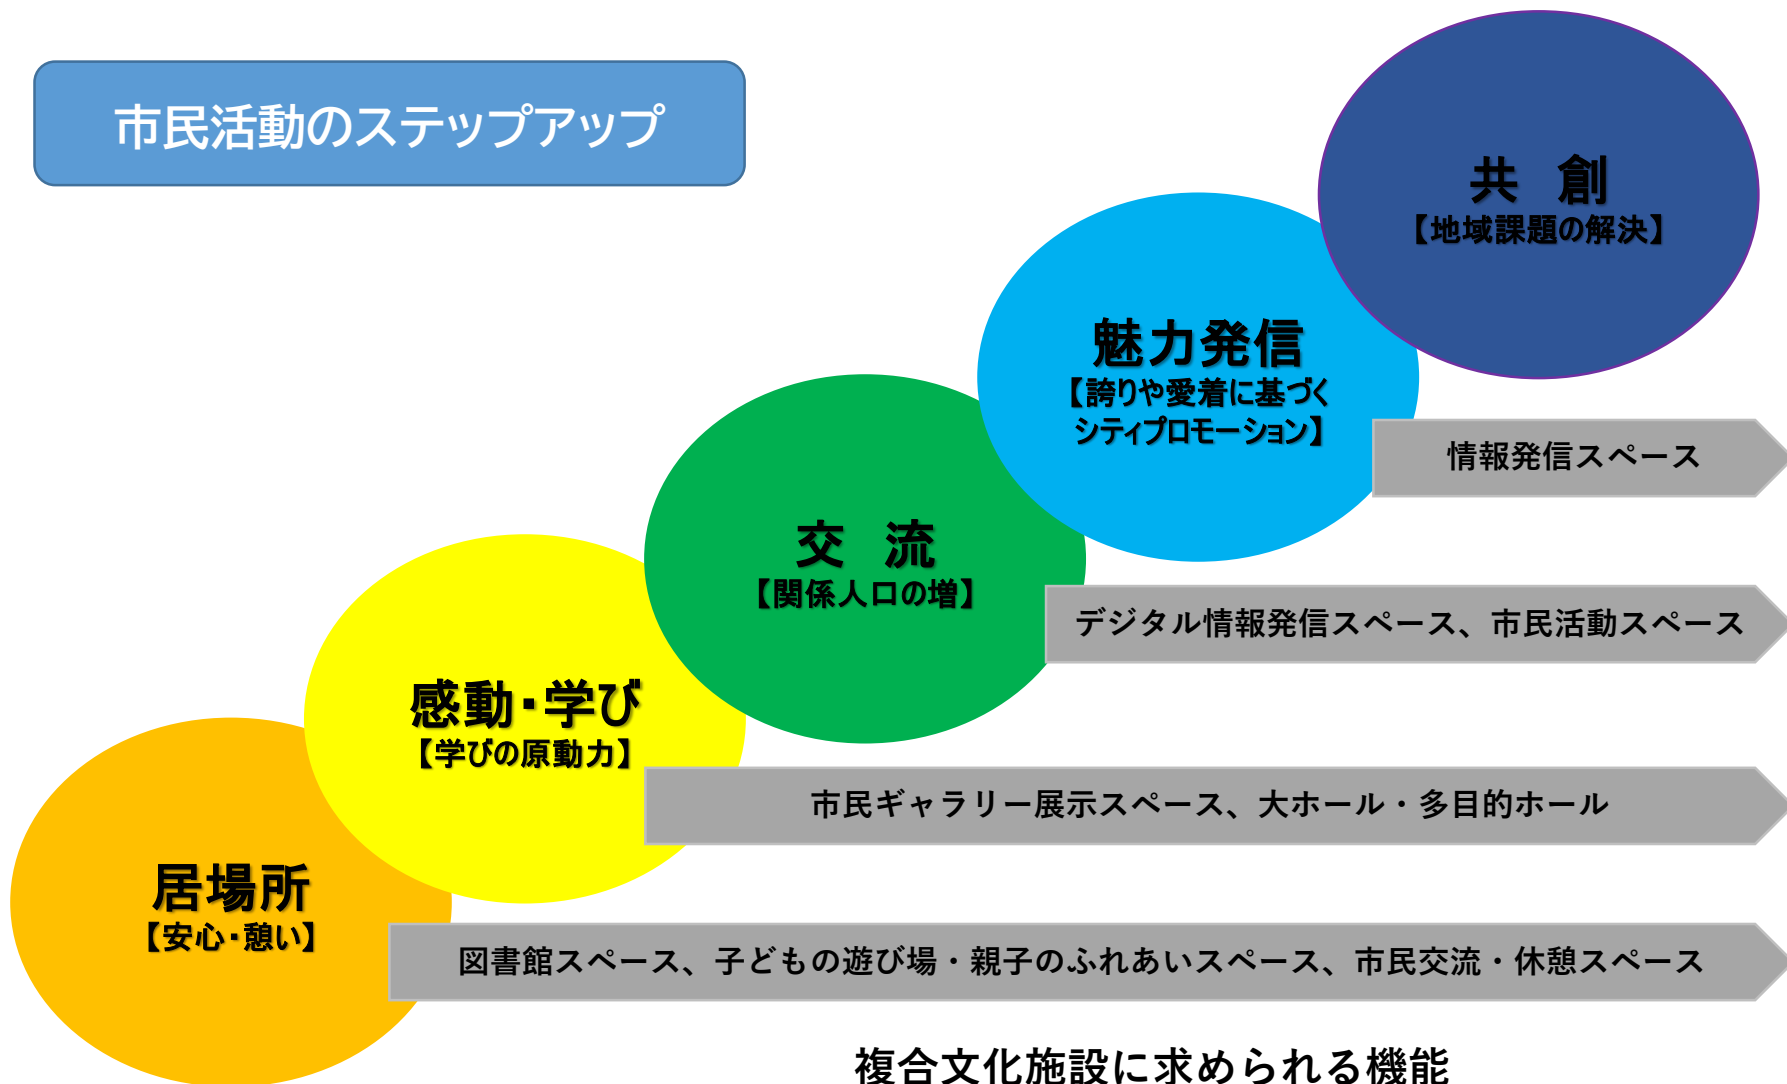 市民活動のステップアップ
共　創
【地域課題の解決】
魅力発信
【誇りや愛着に基づく
シティプロモーション】
情報発信スペース
交　流
【関係人口の増】
デジタル情報発信スペース、市民活動スペース
感動・学び
【学びの原動力】
市民ギャラリー展示スペース、大ホール・多目的ホール
居場所
【安心・憩い】
図書館スペース、子どもの遊び場・親子のふれあいスペース、市民交流・休憩スペース
複合文化施設に求められる機能